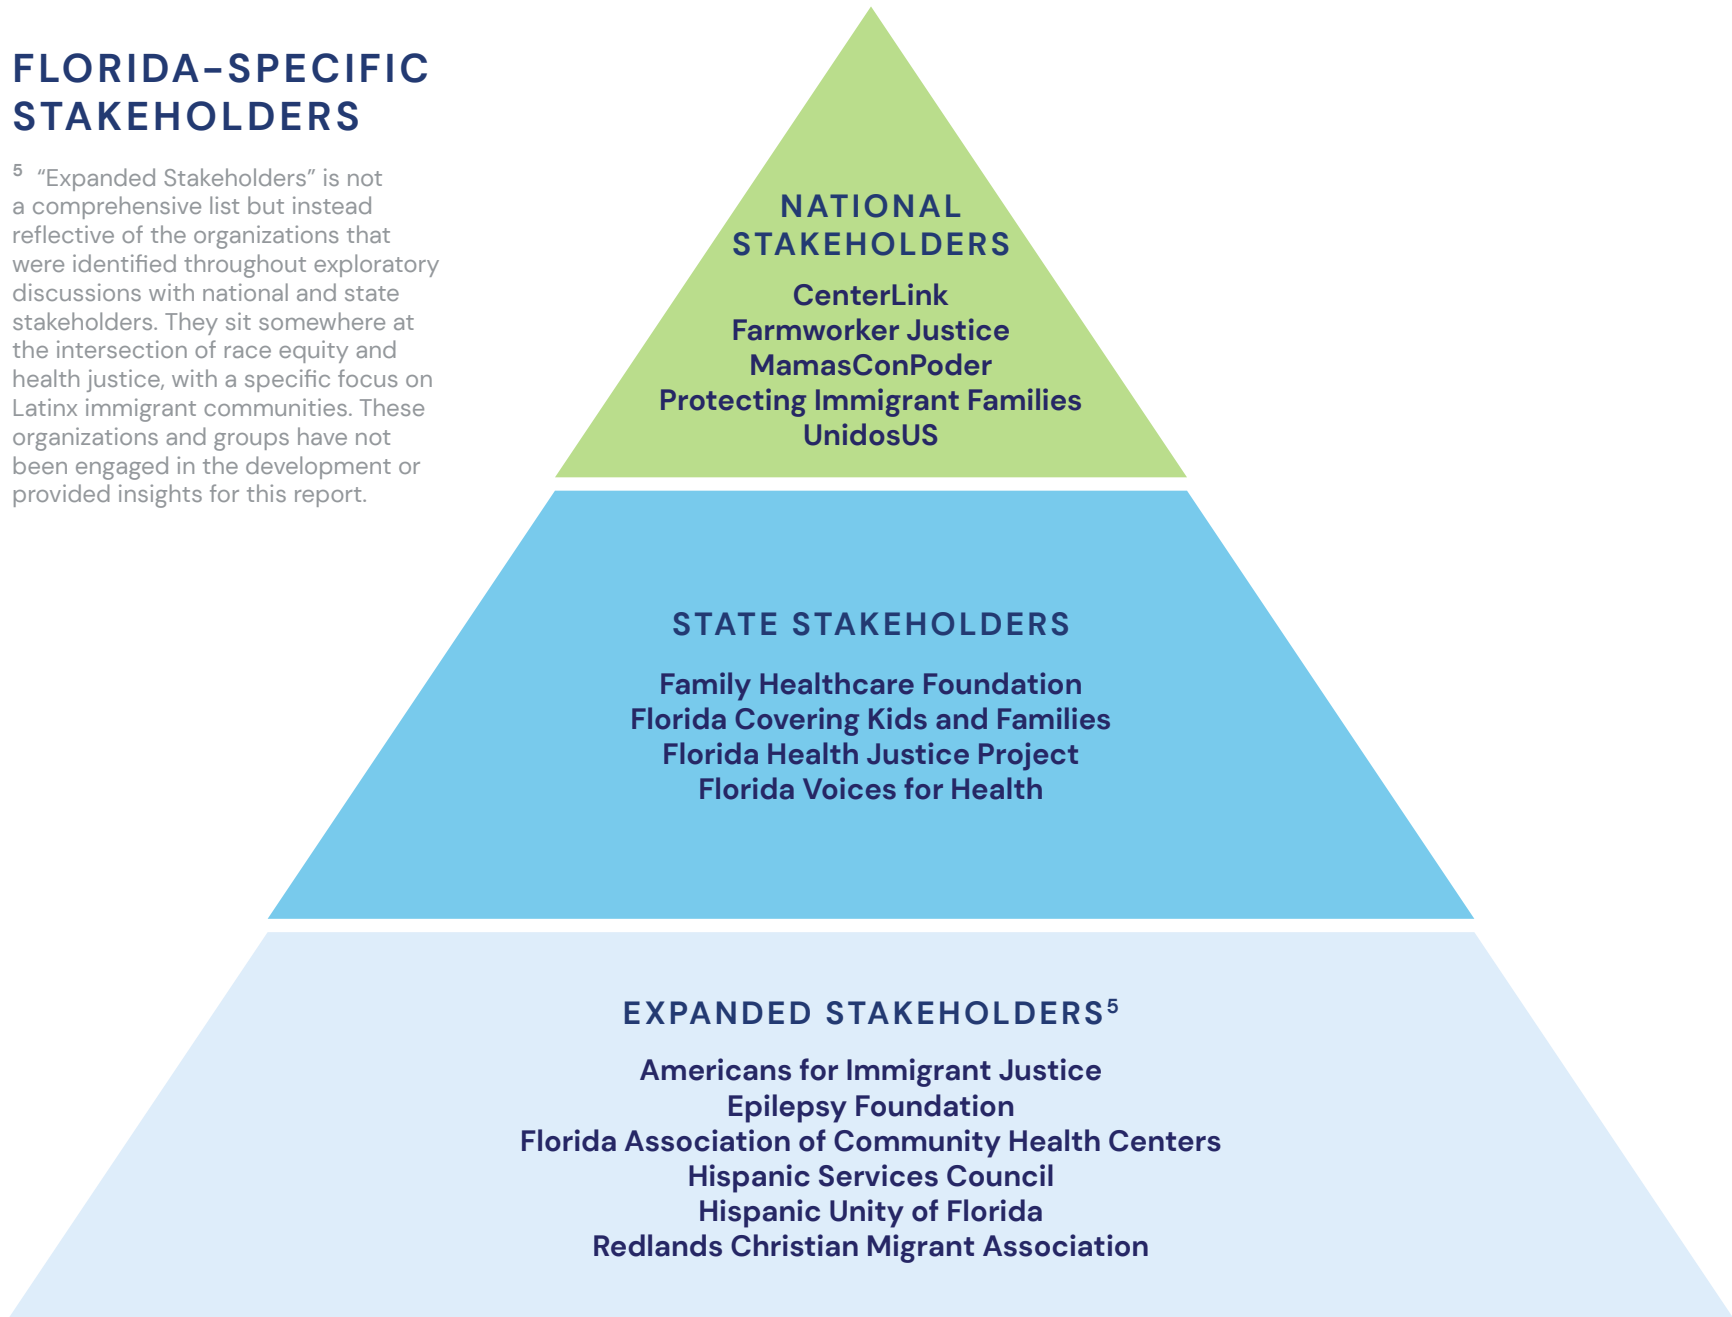 FLORIDA-SPECIFIC
STAKEHOLDERS
⁵ “Expanded Stakeholders” is not
a comprehensive list but instead
reflective of the organizations that
were identified throughout exploratory
discussions with national and state
stakeholders. They sit somewhere at
the intersection of race equity and
health justice, with a specific focus on
Latinx immigrant communities. These
organizations and groups have not
been engaged in the development or
provided insights for this report.
NATIONAL
STAKEHOLDERS
CenterLink
Farmworker Justice
MamasConPoder
Protecting Immigrant Families
UnidosUS
STATE STAKEHOLDERS
Family Healthcare Foundation
Florida Covering Kids and Families
Florida Health Justice Project
Florida Voices for Health
EXPANDED STAKEHOLDERS⁵
Americans for Immigrant Justice
Epilepsy Foundation
Florida Association of Community Health Centers
Hispanic Services Council
Hispanic Unity of Florida
Redlands Christian Migrant Association